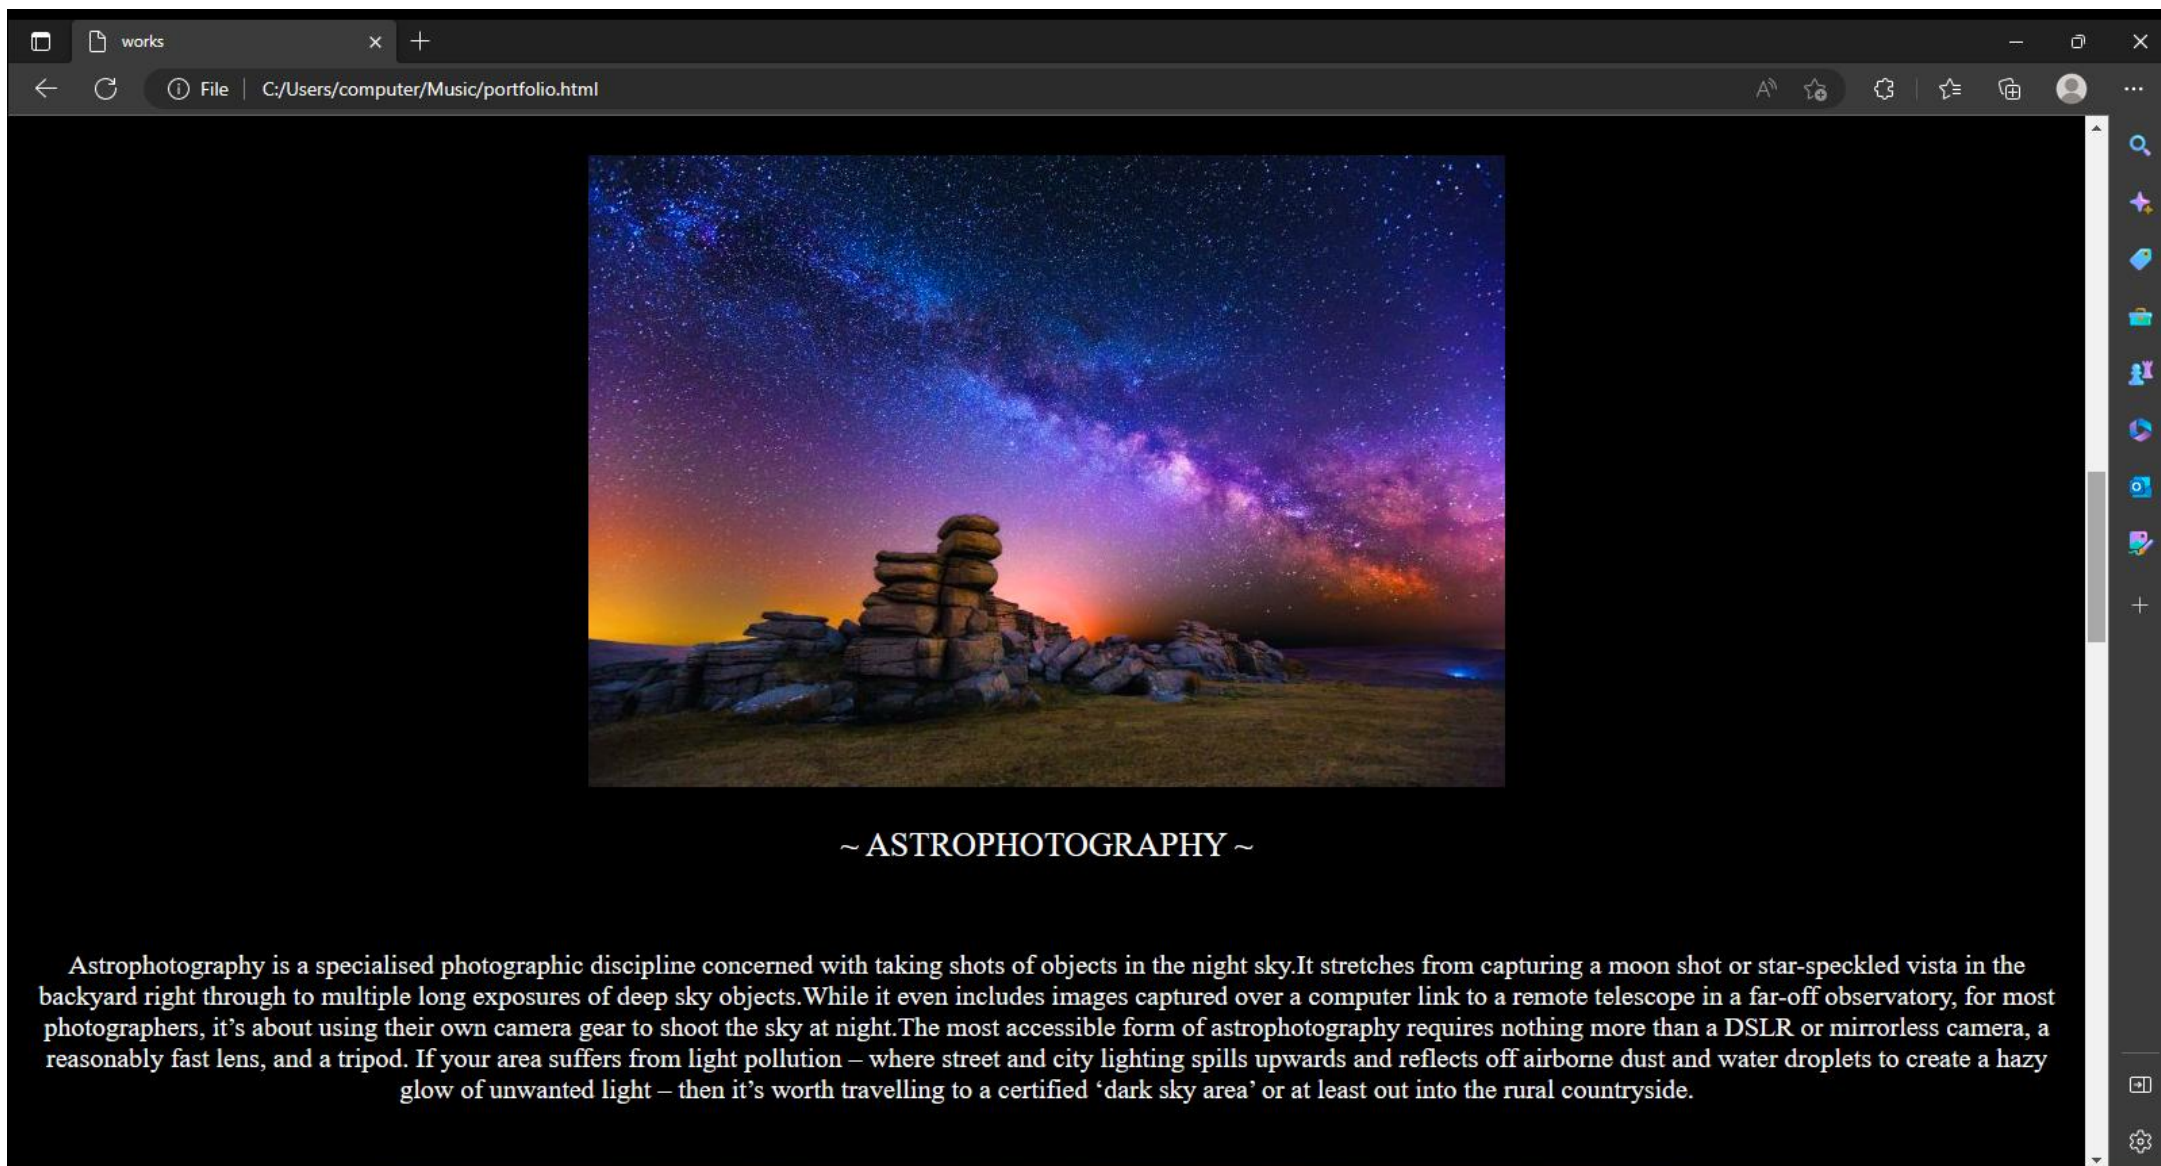 works
File
C:/Users/computer/Music/portfolio.html
~ ASTROPHOTOGRAPHY ~
Astrophotography is a specialised photographic discipline concerned with taking shots of objects in the night sky.It stretches from capturing a moon shot or star-speckled vista in the
backyard right through to multiple long exposures of deep sky objects.While it even includes images captured over a computer link to a remote telescope in a far-off observatory, for most
photographers, it’s about using their own camera gear to shoot the sky at night.The most accessible form of astrophotography requires nothing more than a DSLR or mirrorless camera, a
reasonably fast lens, and a tripod. If your area suffers from light pollution – where street and city lighting spills upwards and reflects off airborne dust and water droplets to create a hazy
glow of unwanted light – then it’s worth travelling to a certified ‘dark sky area’ or at least out into the rural countryside.